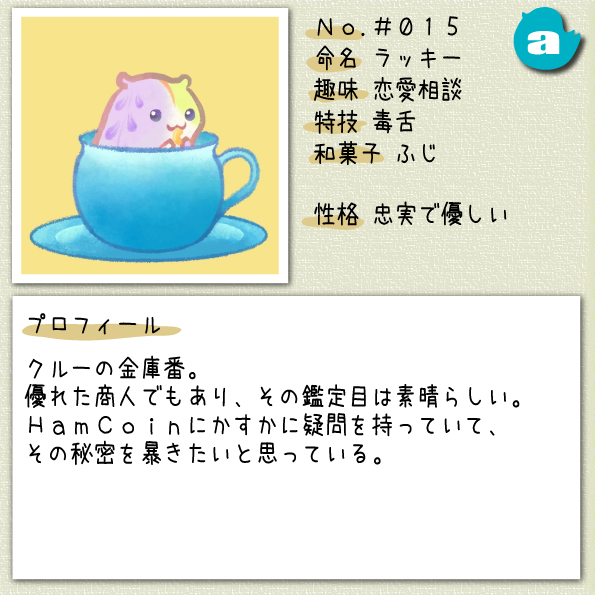 No.#015
命名 ラッキー
趣味 恋愛相談
特技 毒舌
和菓子 ふじ
性格 忠実で優しい
a
プロフィール
クルーの金庫番。
優れた商人でもあり、その鑑定目は素晴らしい。
HamCoinにかすかに疑問を持っていて、
その秘密を暴きたいと思っている。